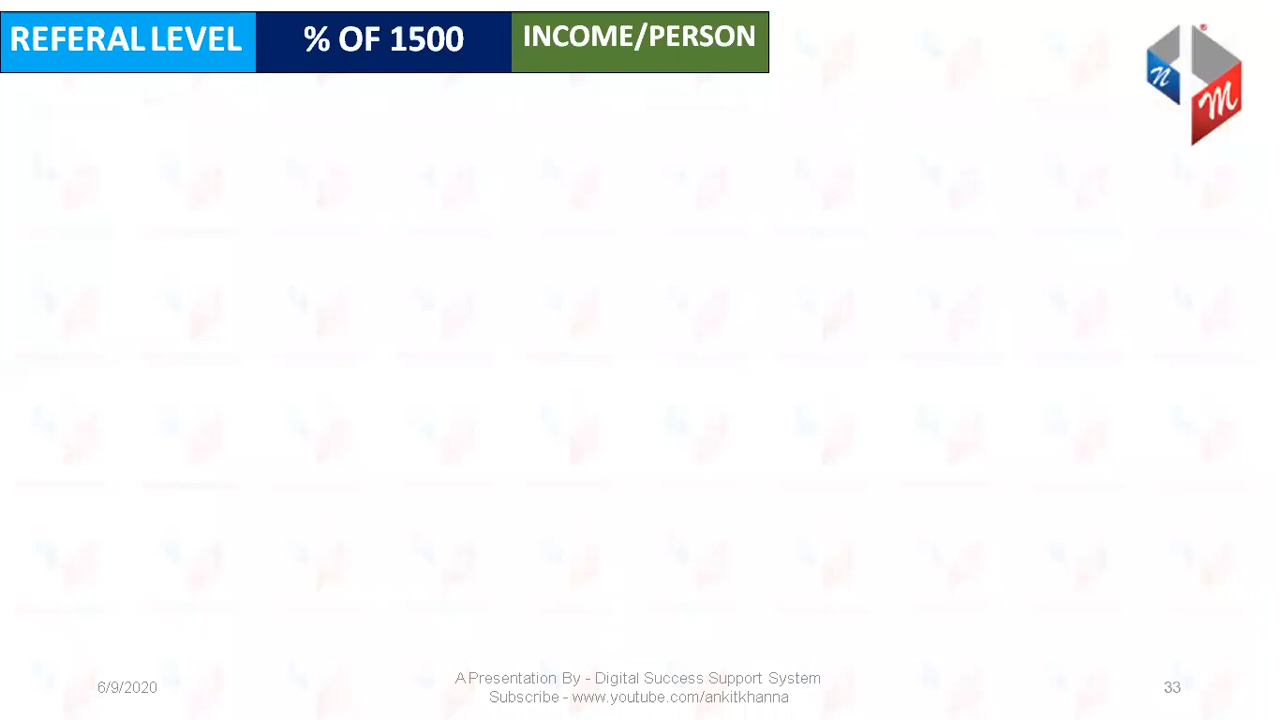 REFERAL LEVEL % OF 1500 INCOME/PERSON
n M
6/9/2020
A Presentation By - Digital Success Support System
Subscribe - www.youtube.com/ankitkhanna
33